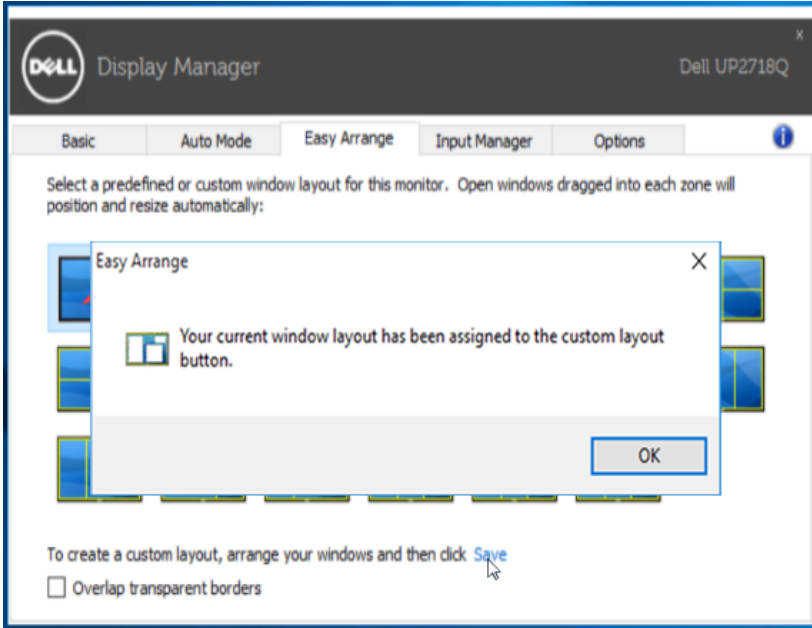 DELL Display Manager
x
Dell UP2718Q
Basic
Auto Mode
Easy Arrange
Input Manager
Options
i
Select a predefined or custom window layout for this monitor. Open windows dragged into each zone will
position and resize automatically:
Easy Arrange
Your current window layout has been assigned to the custom layout
button.
OK
To create a custom layout, arrange your windows and then click Save
Overlap transparent borders